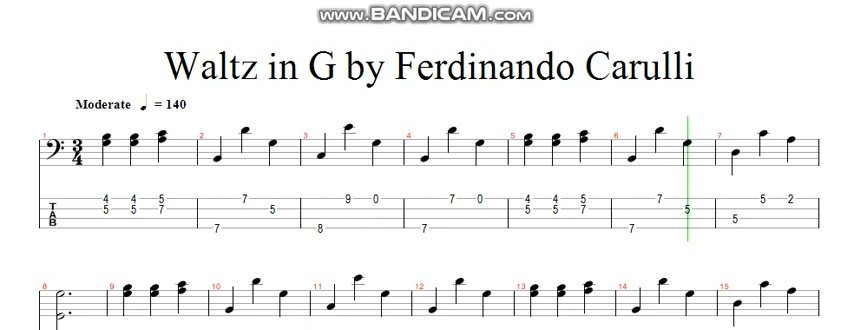 www.BANDICAM.com
Waltz in G by Ferdinando Carulli
Moderate = 140
1 2 3 4 5 6 7
3
4
T 4 4 5 7 9 0 7 0 4 4 5 7 5 2
A 5 5 7 5 5 5 7 5
B 5
7 8 7 7
8 9 10 11 12 13 14 15